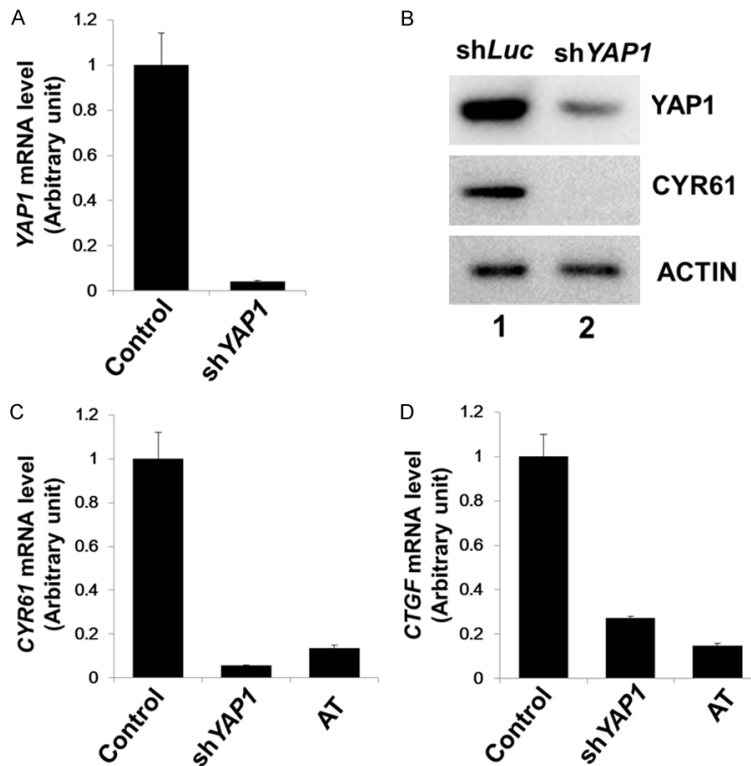 A
YAP1 mRNA level
(Arbitrary unit)
1.2
1
0.8
0.6
0.4
0.2
0
Control
shYAP1
B
shLuc shYAP1
YAP1
CYR61
ACTIN
1 2
C
CYR61 mRNA level
(Arbitrary unit)
1.2
1
0.8
0.6
0.4
0.2
0
Control
shYAP1
AT
D
CTGF mRNA level
(Arbitrary unit)
1.2
1
0.8
0.6
0.4
0.2
0
Control
shYAP1
AT